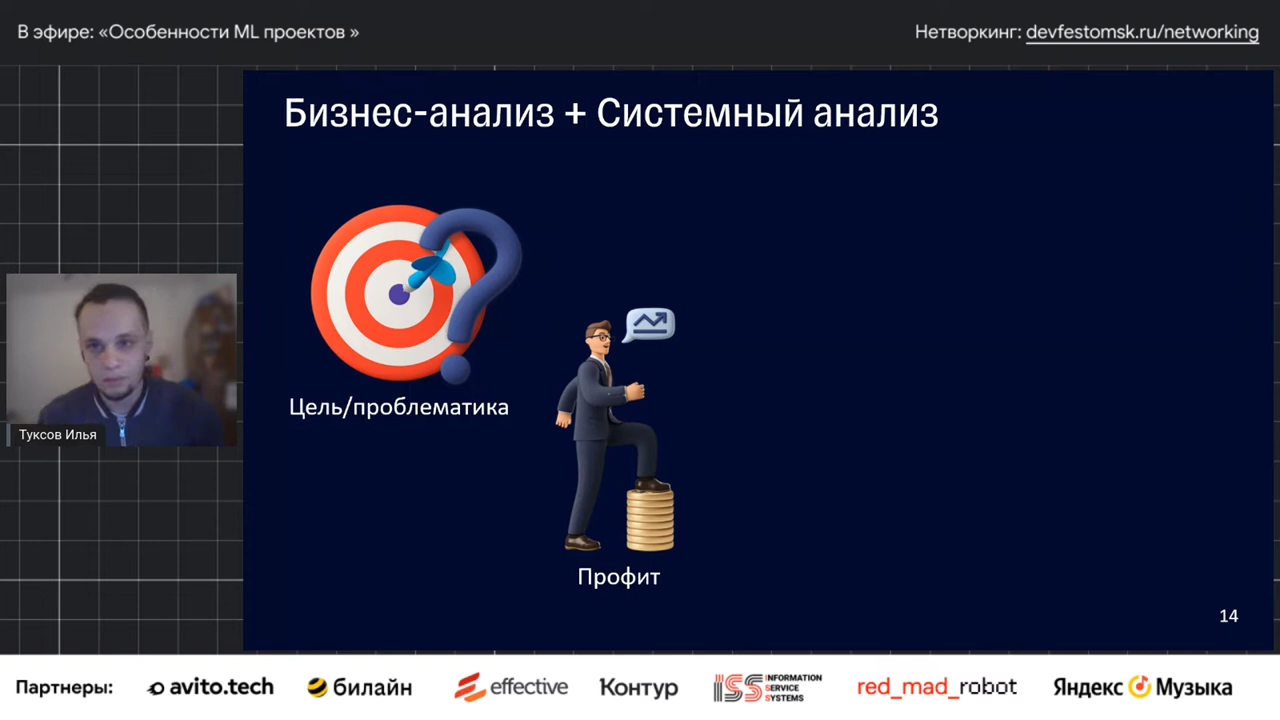 В эфире: «Особенности ML проектов »
Нетворкинг: devfestomsk.ru/networking
Бизнес-анализ + Системный анализ
Цель/проблематика
Туксов Илья
Профит
14
Партнеры:
avito.tech
билайн
effective
Контур
ISS INFORMATION SERVICE SYSTEMS
red_mad_robot
Яндекс Музыка